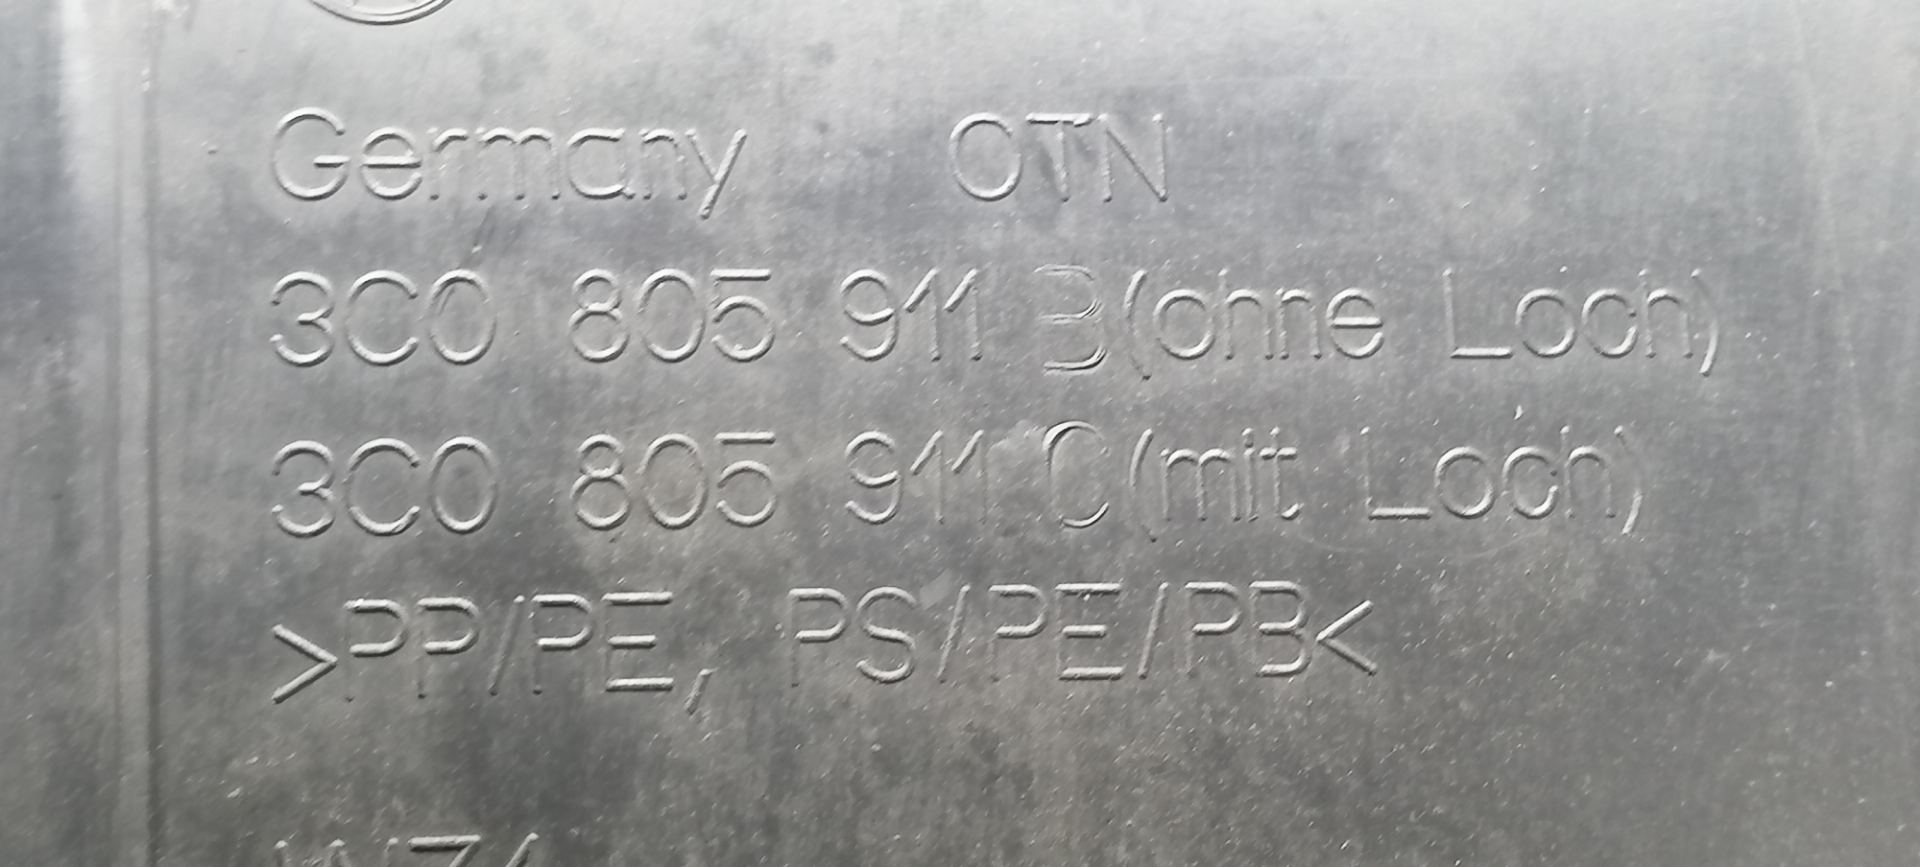 Germany OTN
3C0 805 911 B(ohne Loch)
3C0 805 911 C(mit Loch)
>PP/PE, PS/PE/PB<